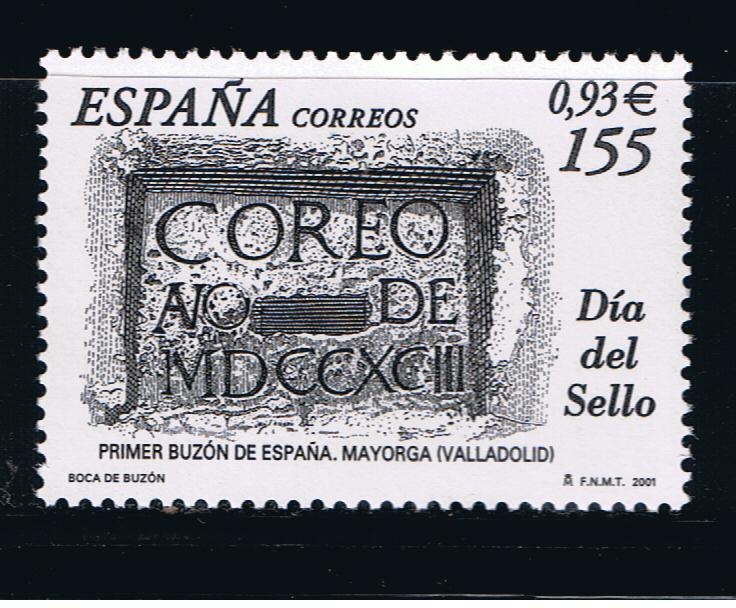 ESPAÑA CORREOS
0,93 €
155
COREO
AÑO DE
MDCCXCIII
Día
del
Sello
PRIMER BUZÓN DE ESPAÑA. MAYORGA (VALLADOLID)
BOCA DE BUZÓN
F.N.M.T. 2001